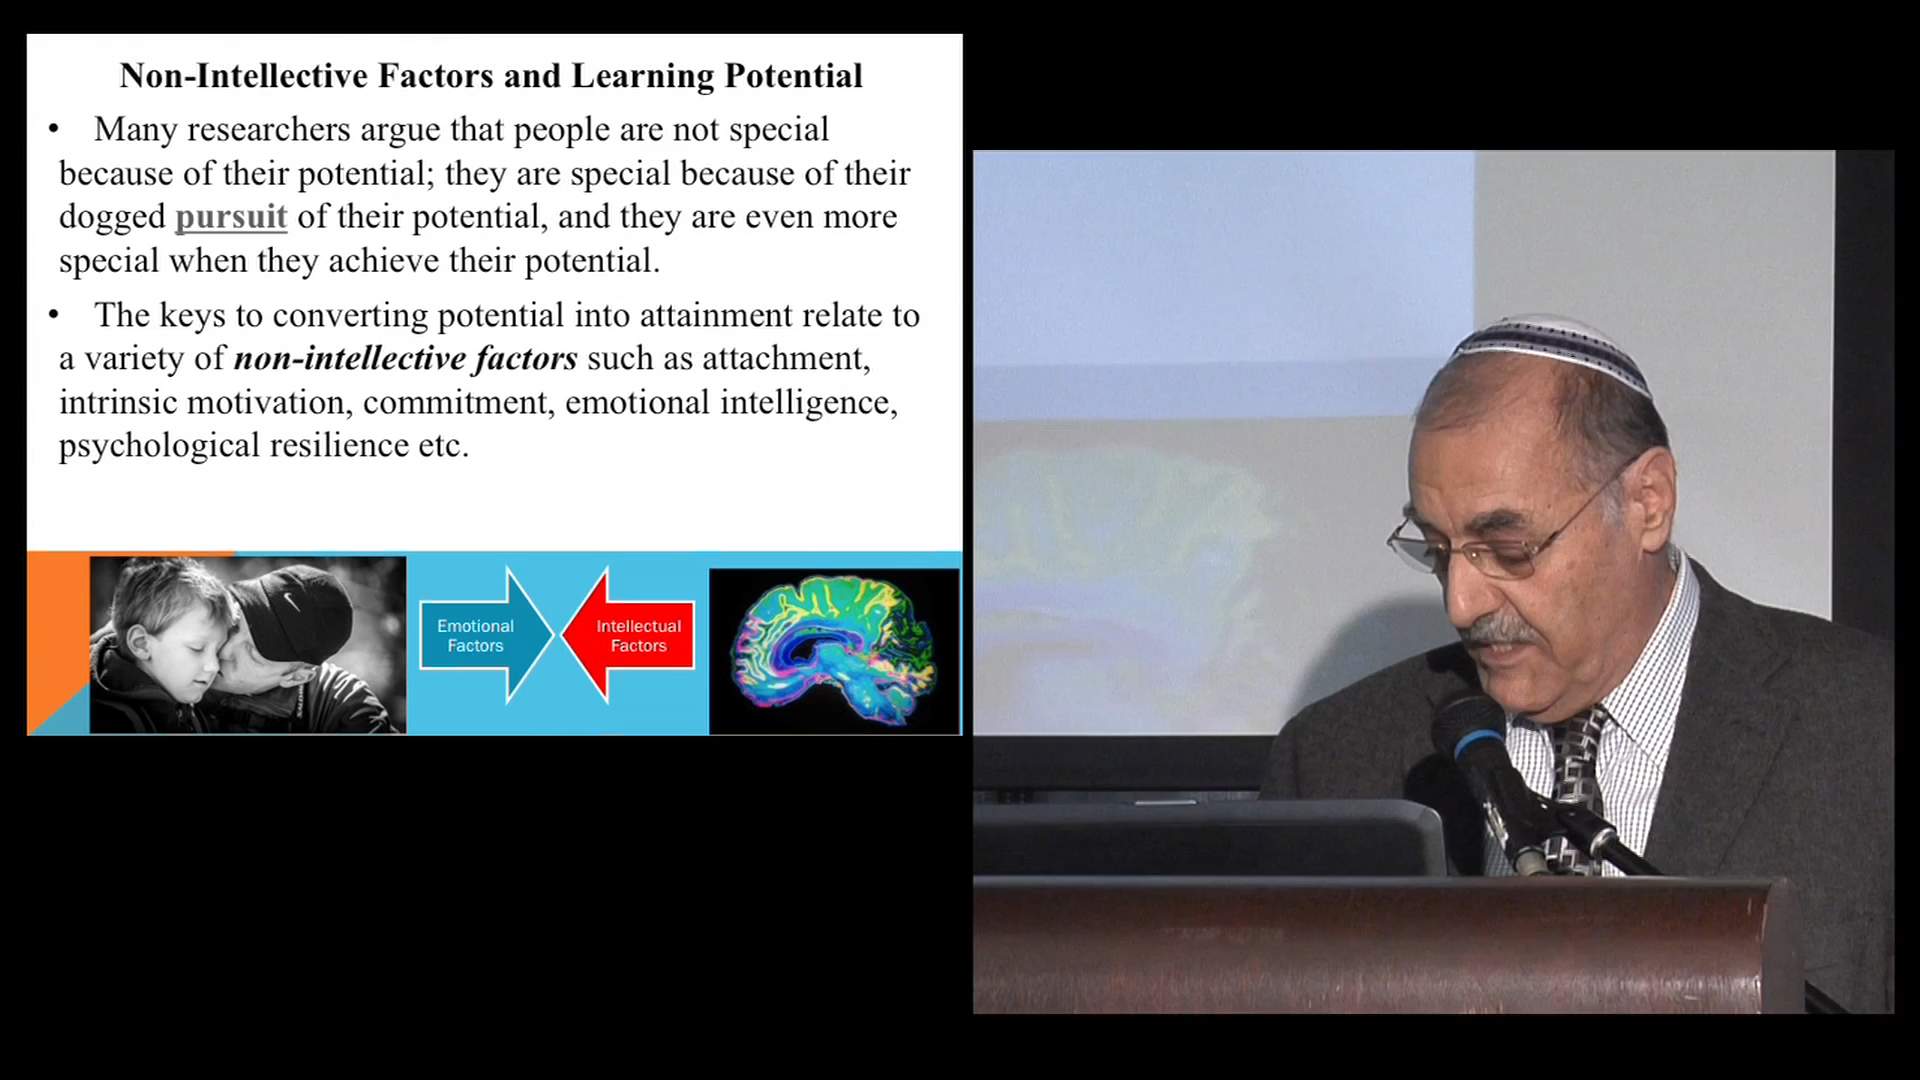 Non-Intellective Factors and Learning Potential
• Many researchers argue that people are not special
because of their potential; they are special because of their
dogged pursuit of their potential, and they are even more
special when they achieve their potential.
• The keys to converting potential into attainment relate to
a variety of non-intellective factors such as attachment,
intrinsic motivation, commitment, emotional intelligence,
psychological resilience etc.
Emotional
Factors
Intellectual
Factors